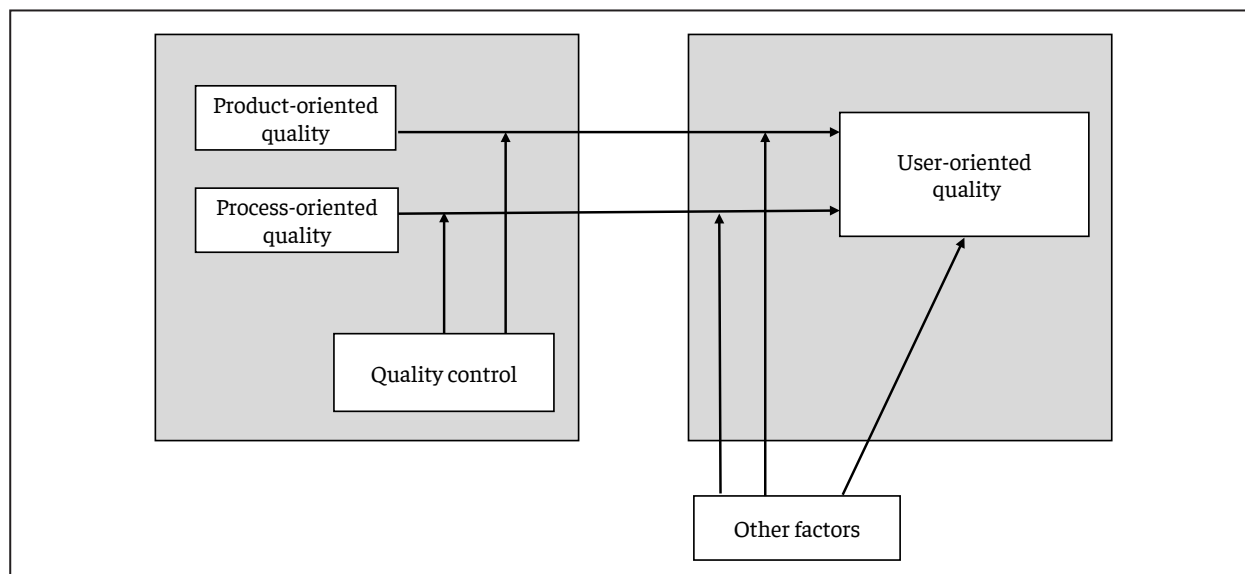 Product-oriented
quality
User-oriented
quality
Process-oriented
quality
Quality control
Other factors